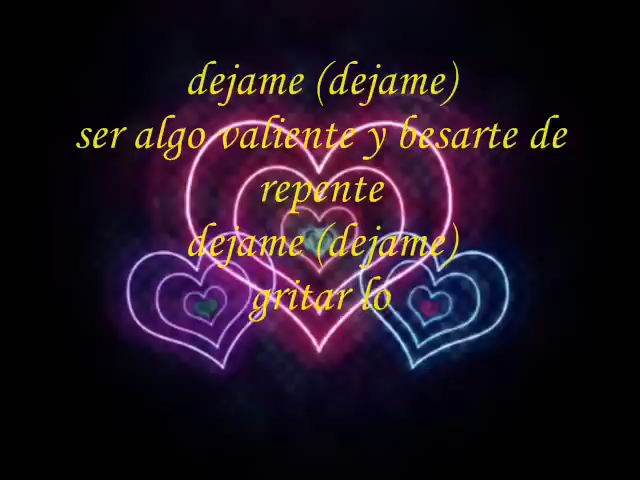 dejame (dejame)
ser algo valiente y besarte de
repente
dejame (dejame)
gritar lo